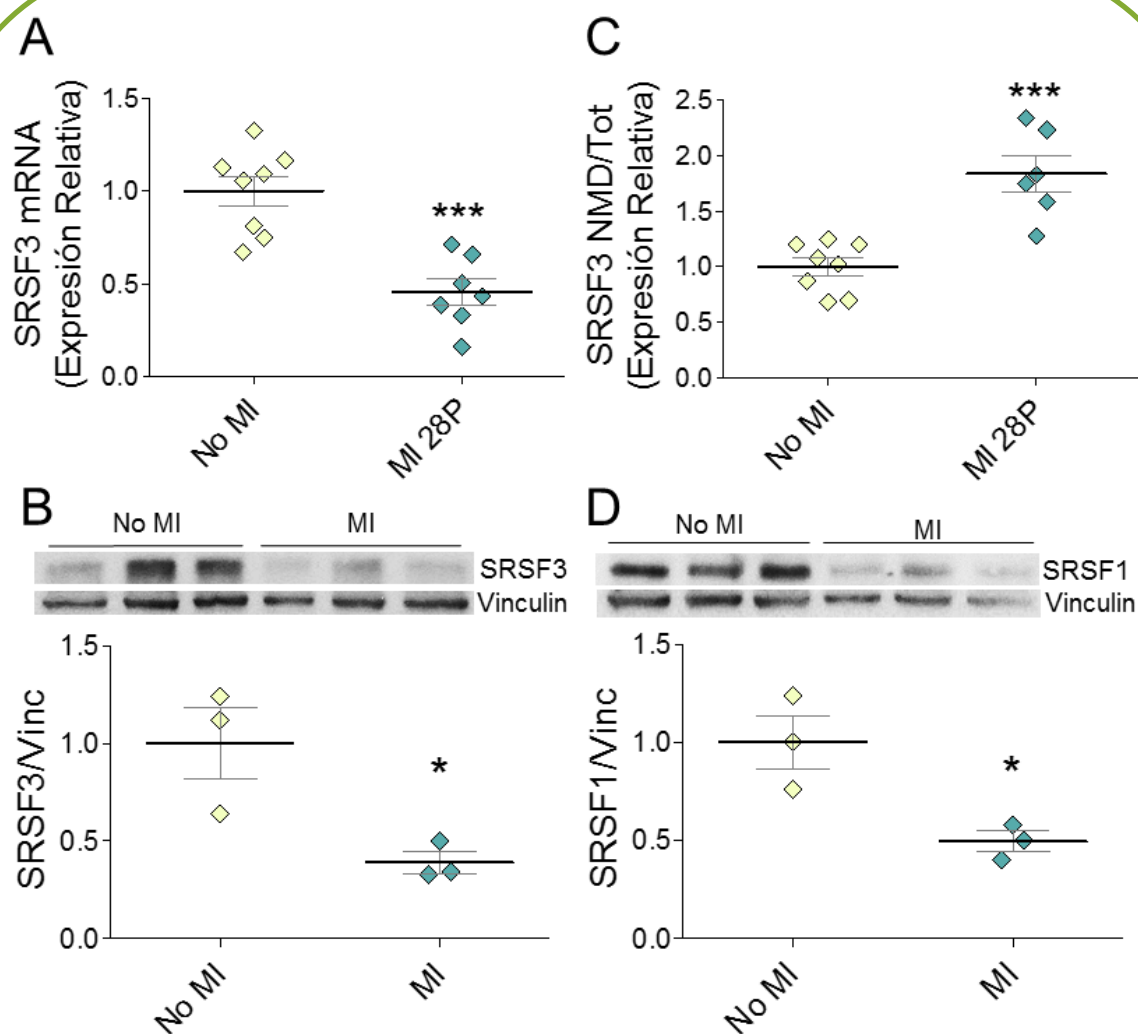 A
SRSF3 mRNA
(Expresión Relativa)
1.5
1.0
0.5
0.0
***
No MI
MI 28P
C
SRSF3 NMD/Tot
(Expresión Relativa)
2.5
2.0
1.5
1.0
0.5
0.0
***
No MI
MI 28P
B
No MI
MI
SRSF3
Vinculin
SRSF3/Vinc
1.5
1.0
0.5
0.0
*
No MI
MI
D
No MI
MI
SRSF1
Vinculin
SRSF1/Vinc
1.5
1.0
0.5
0.0
*
No MI
MI